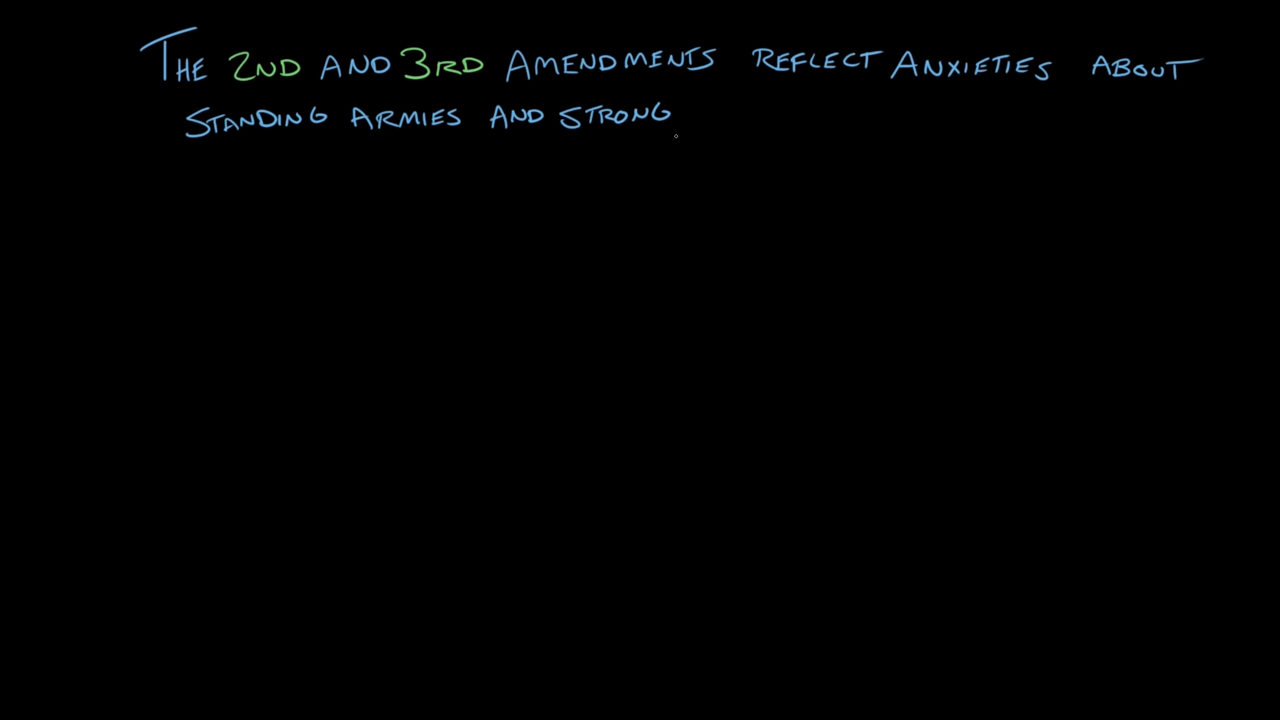 THE 2ND AND 3RD AMENDMENTS REFLECT ANXIETIES ABOUT
STANDING ARMIES AND STRONG